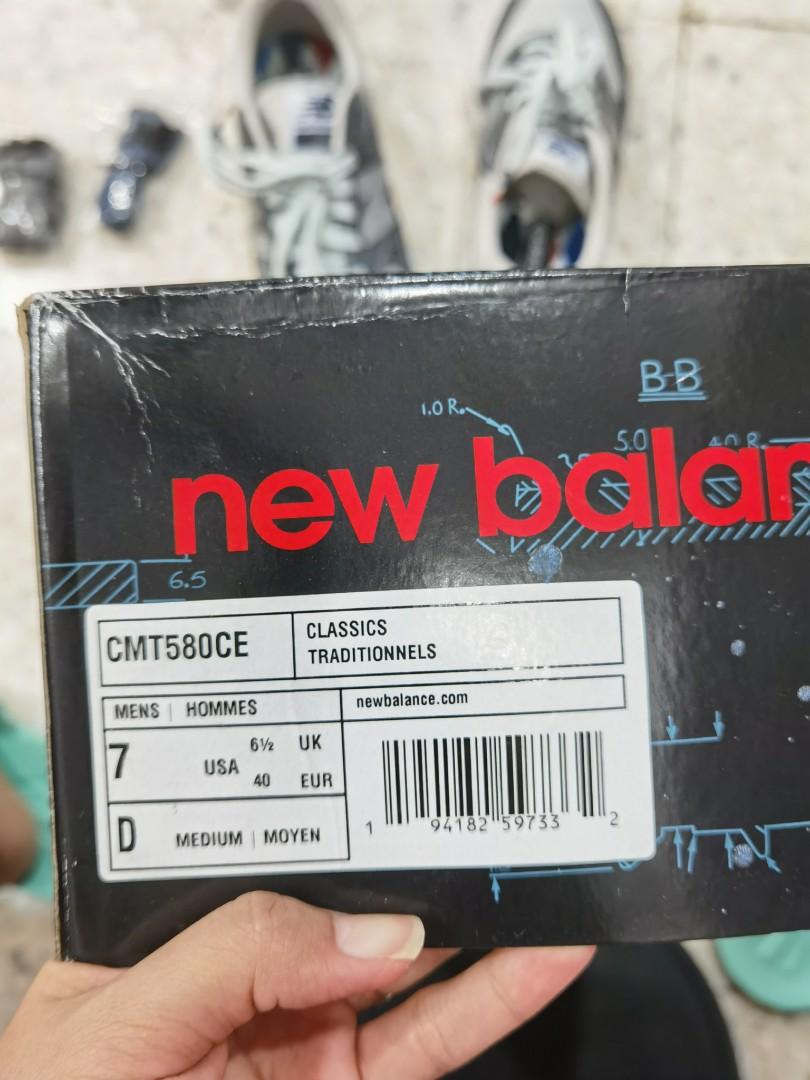 B-B
1.0 R.
5.0
new balan
6.5
CMT580CE
CLASSICS
TRADITIONNELS
MENS | HOMMES
newbalance.com
7
USA
6½ UK
40 EUR
D
MEDIUM | MOYEN
1 94182 59733 2